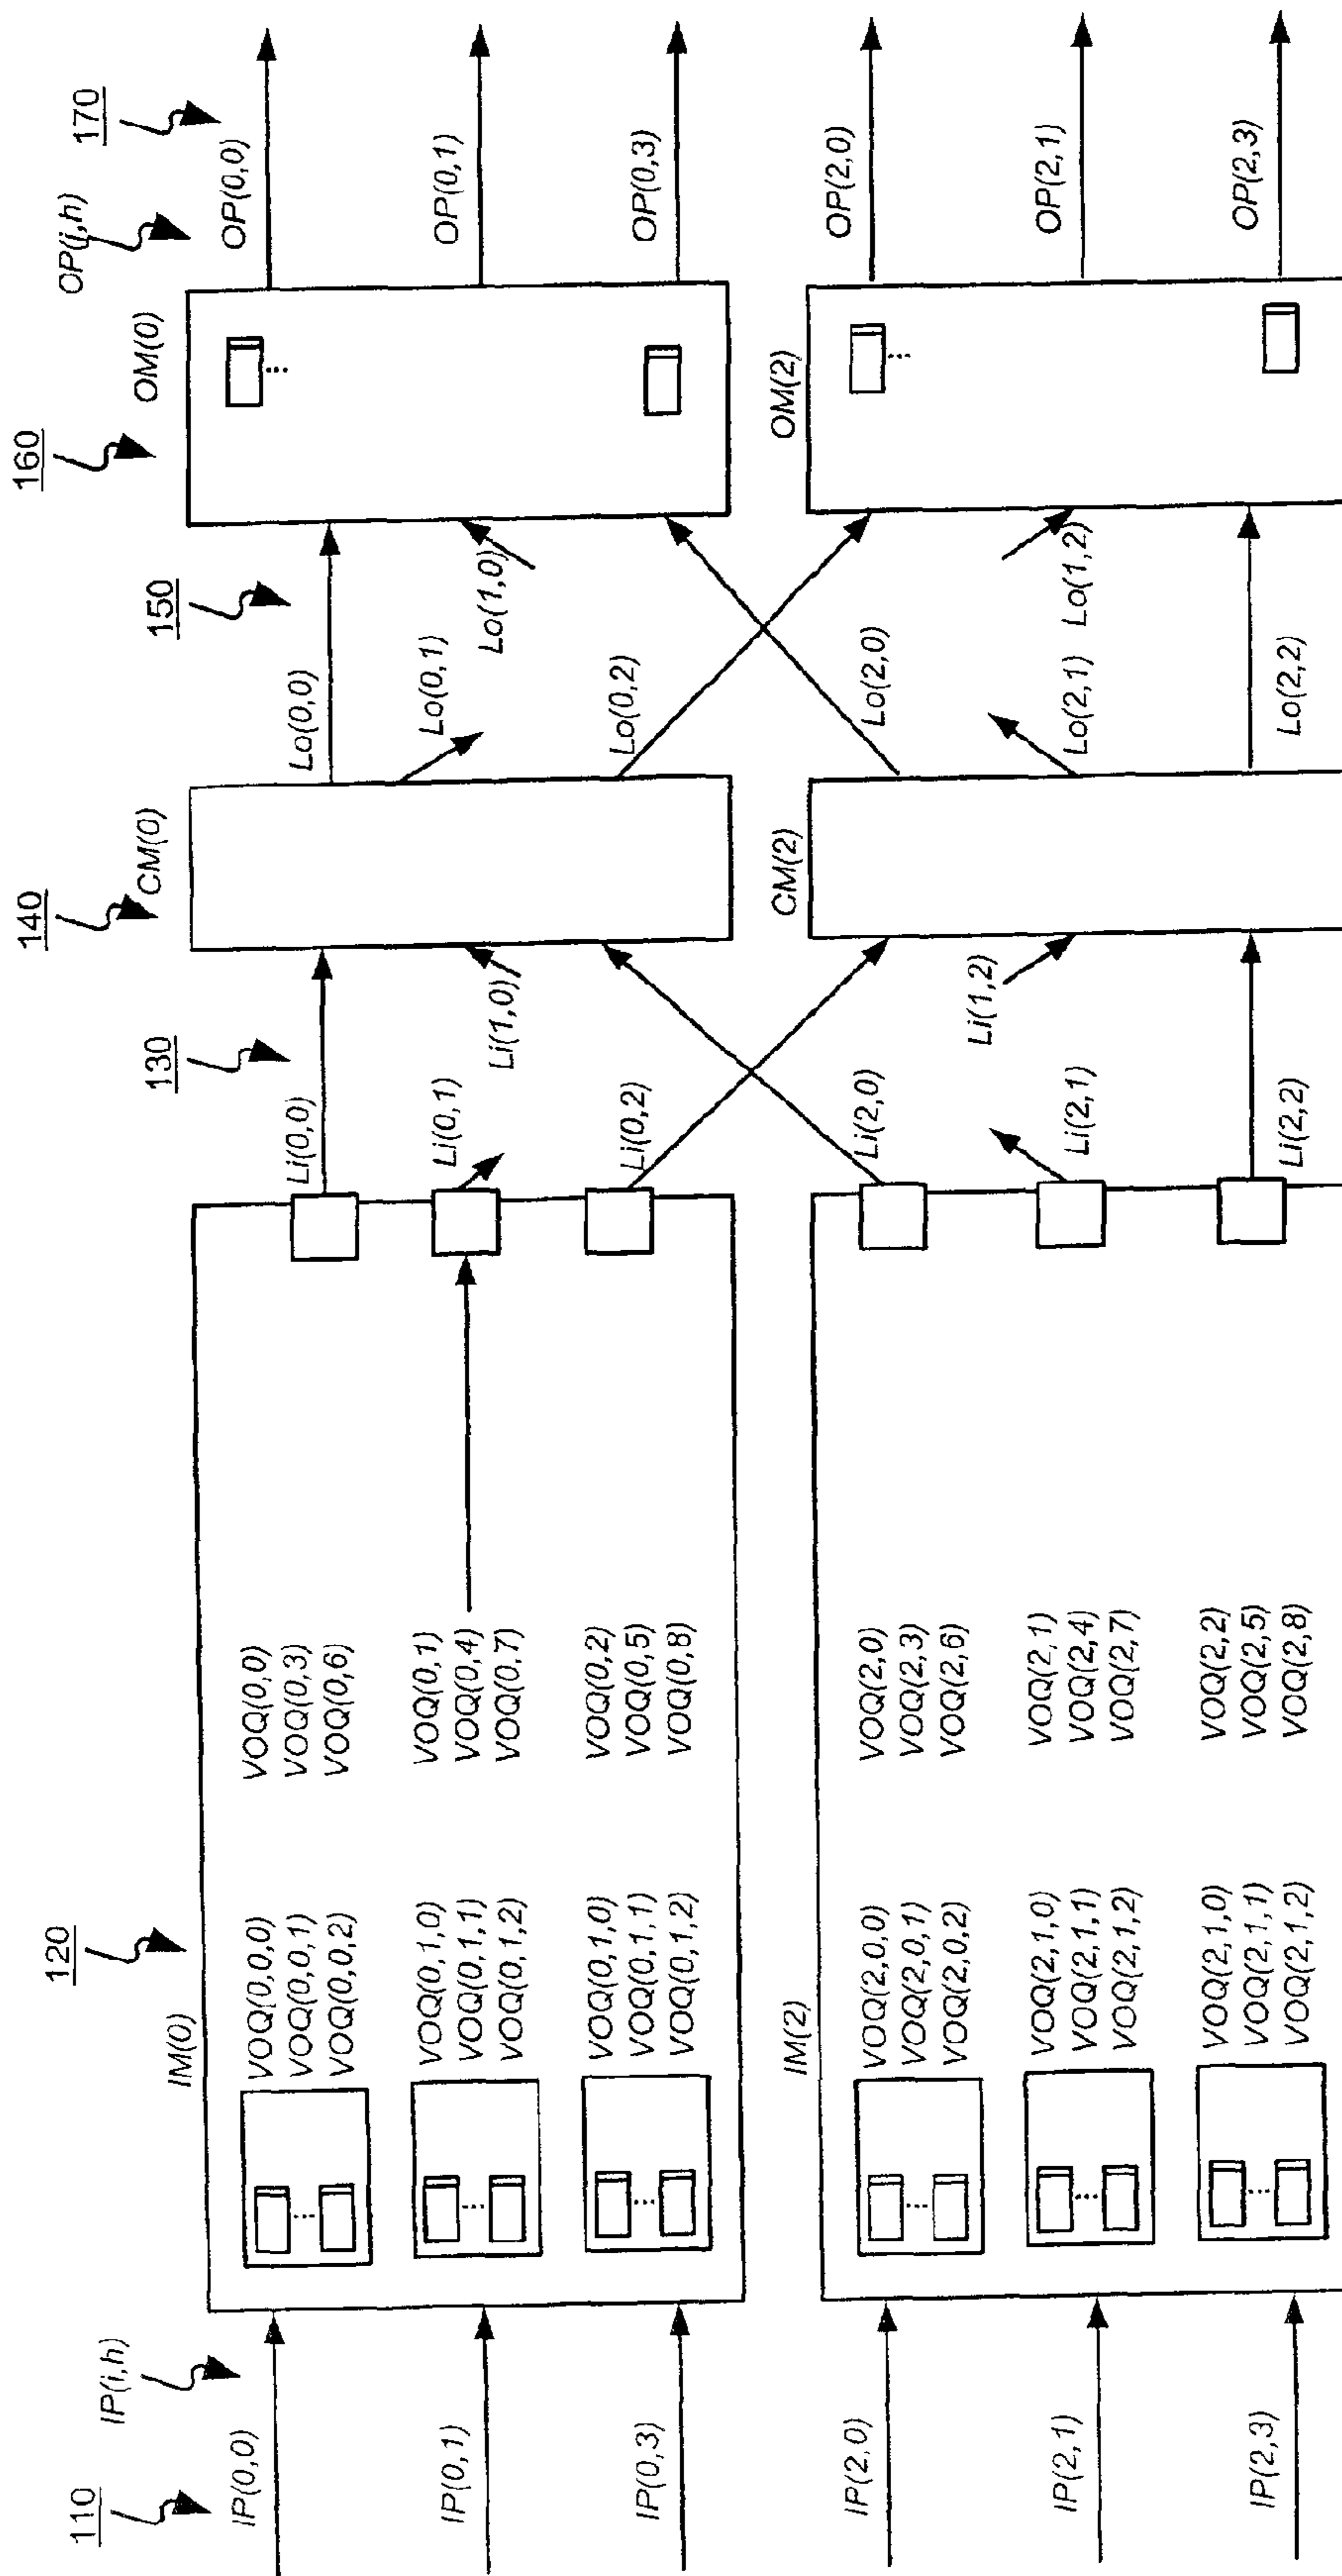 110
IP(i,h)
IP(0,0)
IP(0,1)
IP(0,3)
IP(2,0)
IP(2,1)
IP(2,3)
120
IM(0)
VOQ(0,0,0)
VOQ(0,0,1)
VOQ(0,0,2)
VOQ(0,1,0)
VOQ(0,1,1)
VOQ(0,1,2)
VOQ(0,1,0)
VOQ(0,1,1)
VOQ(0,1,2)
VOQ(0,0)
VOQ(0,3)
VOQ(0,6)
VOQ(0,1)
VOQ(0,4)
VOQ(0,7)
VOQ(0,2)
VOQ(0,5)
VOQ(0,8)
IM(2)
VOQ(2,0,0)
VOQ(2,0,1)
VOQ(2,0,2)
VOQ(2,1,0)
VOQ(2,1,1)
VOQ(2,1,2)
VOQ(2,1,0)
VOQ(2,1,1)
VOQ(2,1,2)
VOQ(2,0)
VOQ(2,3)
VOQ(2,6)
VOQ(2,1)
VOQ(2,4)
VOQ(2,7)
VOQ(2,2)
VOQ(2,5)
VOQ(2,8)
130
Li(0,0)
Li(0,1)
Li(1,0)
Li(0,2)
Li(2,0)
Li(2,1)
Li(1,2)
Li(2,2)
140
CM(0)
CM(2)
150
Lo(0,0)
Lo(0,1)
Lo(1,0)
Lo(0,2)
Lo(2,0)
Lo(2,1)
Lo(1,2)
Lo(2,2)
160
OM(0)
OM(2)
170
OP(j,h)
OP(0,0)
OP(0,1)
OP(0,3)
OP(2,0)
OP(2,1)
OP(2,3)